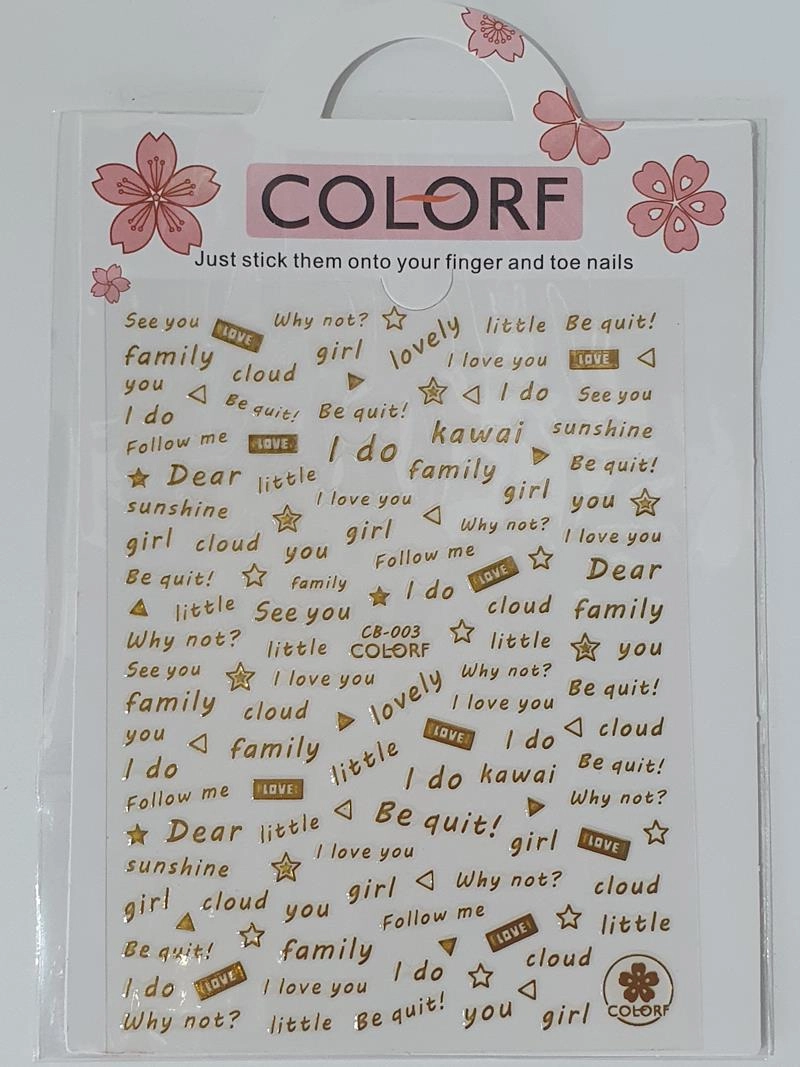 COLORF
Just stick them onto your finger and toe nails
See you LOVE Why not? lovely little Be quit!
family cloud girl I love you LOVE
you Be quit! Be quit! I do See you
I do kawai sunshine
Follow me LOVE I do family Be quit!
Dear little I love you girl you
sunshine girl Why not? I love you
girl cloud you Follow me Dear
Be quit! family I do LOVE cloud family
little See you
Why not? little CB-003 little you
COLORF
See you I love you lovely Why not? Be quit!
family cloud I love you cloud
you family little LOVE I do Be quit!
I do I do kawai Why not?
Follow me LOVE Be quit!
Dear little I love you girl LOVE
sunshine girl Why not? cloud
girl cloud you Follow me LOVE little
Be quit! family cloud
I do LOVE I love you I do
Why not? little Be quit! you girl COLORF